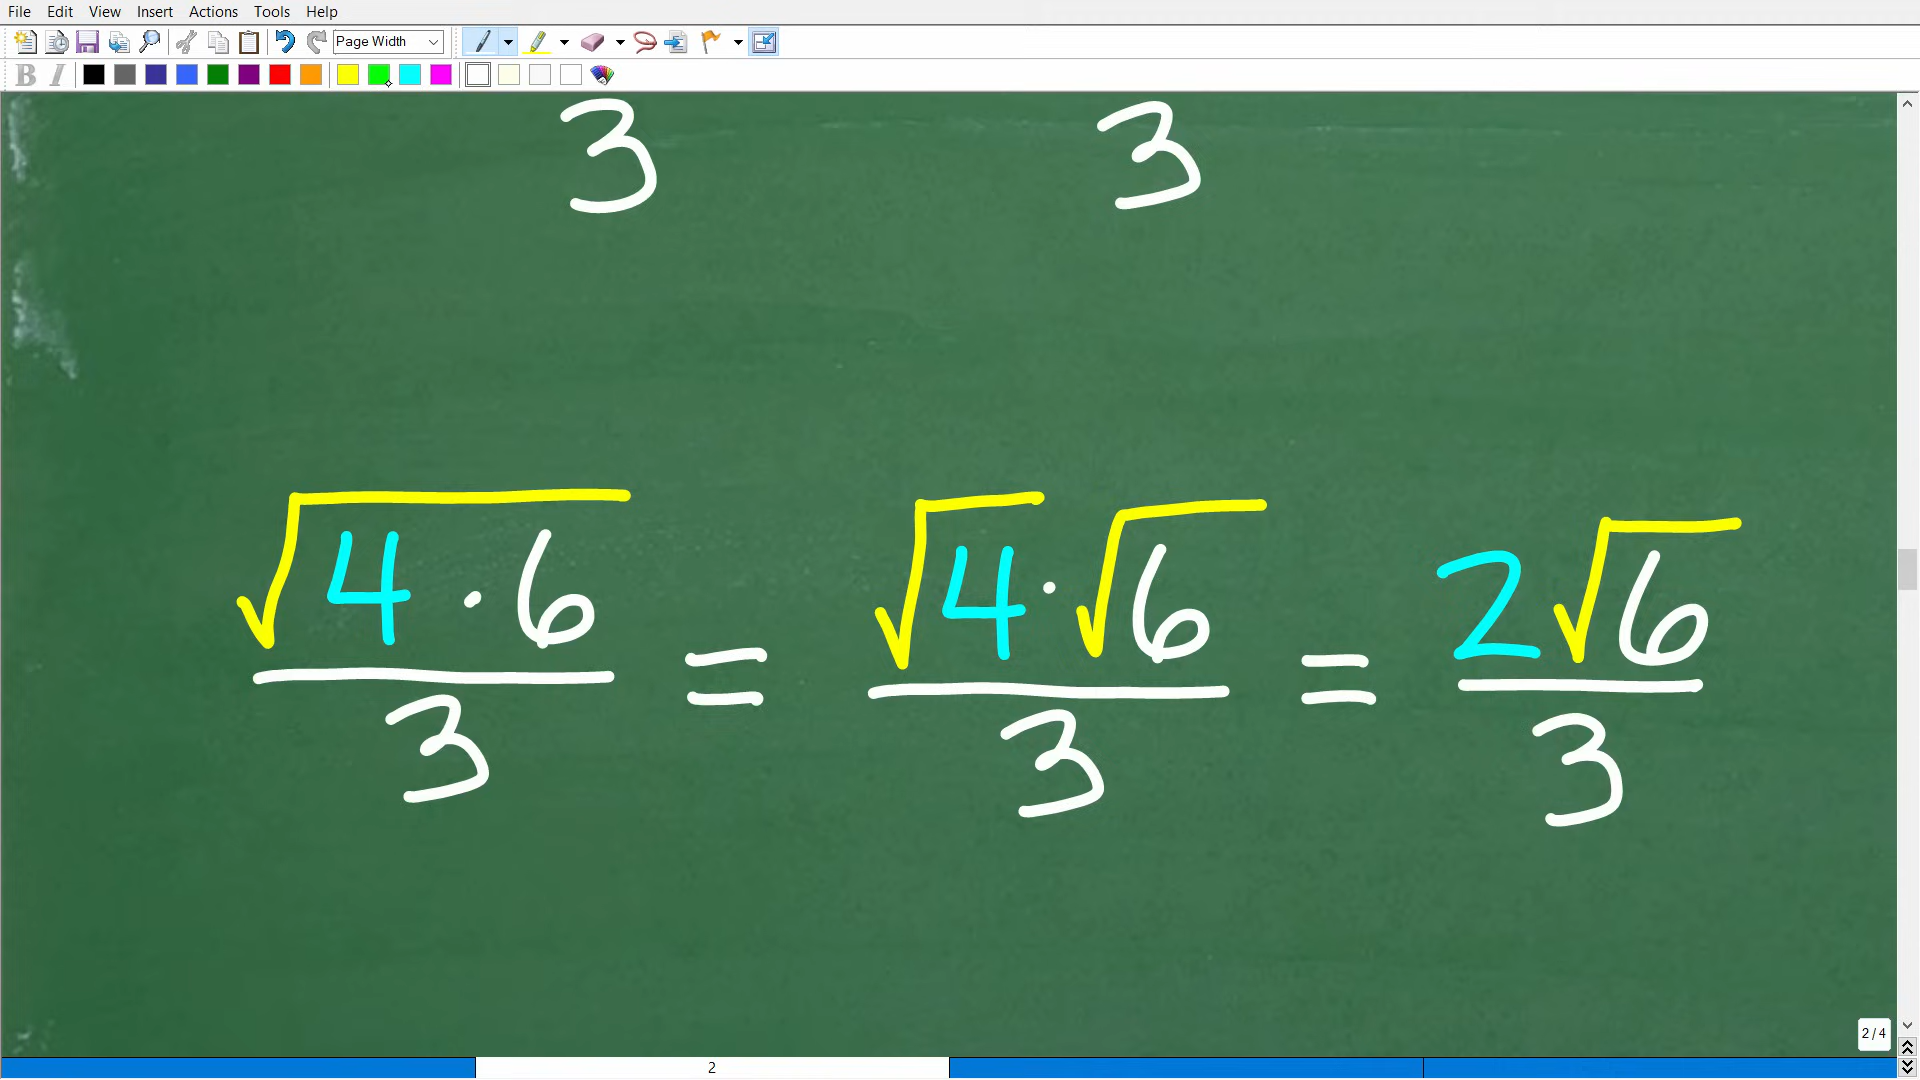 File Edit View Insert Actions Tools Help
Page Width
B I
3 3
√4 · 6 = √4 · √6 = 2√6
3 3 3
2 / 4
2